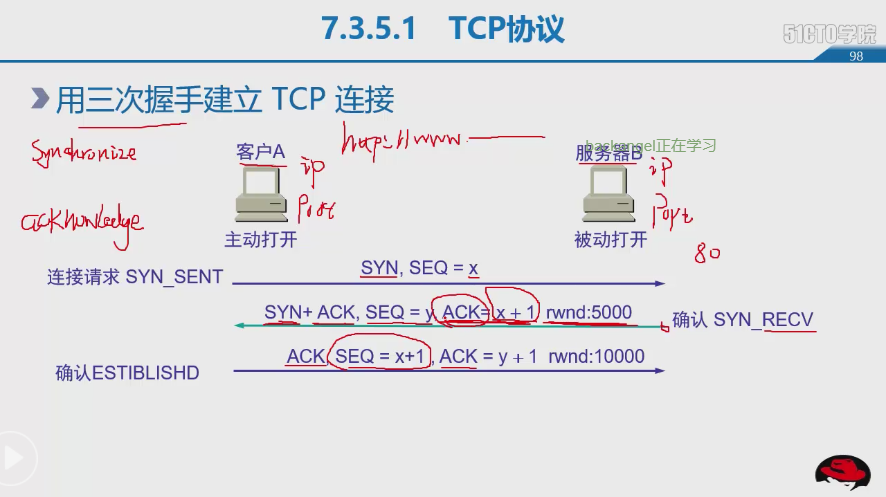 7.3.5.1 TCP协议
51CTO学院
98
用三次握手建立 TCP 连接
Synchronize
客户A
http://www.
服务器B
正在学习
ip
ip
acknowledge
Port
Port
主动打开
被动打开
80
连接请求 SYN_SENT
SYN, SEQ = x
SYN+ ACK, SEQ = y, ACK= x + 1 rwnd:5000
确认 SYN_RECV
ACK, SEQ = x+1 , ACK = y + 1 rwnd:10000
确认ESTIBLISHD